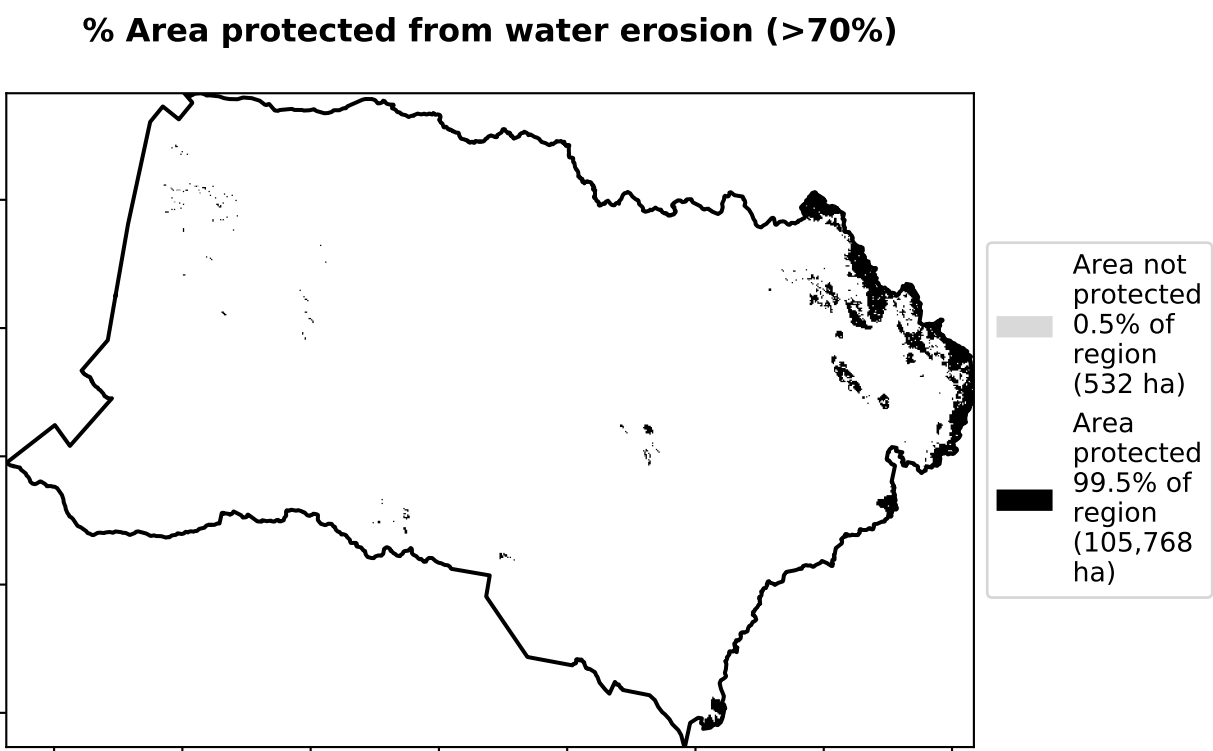 % Area protected from water erosion (>70%)
Area not
protected
0.5% of
region
(532 ha)
Area
protected
99.5% of
region
(105,768
ha)